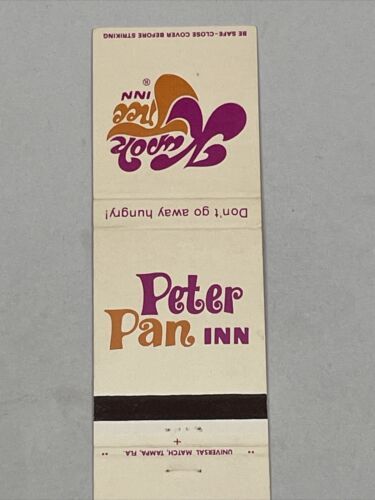 BE SAFE-CLOSE COVER BEFORE STRIKING
Kapok
Tree
INN ®
Don't go away hungry!
Peter
Pan INN
UNIVERSAL MATCH, TAMPA, FLA.